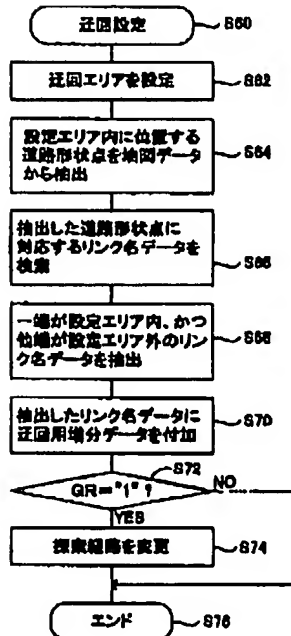 迂回設定
S60
迂回エリアを設定
S62
設定エリア内に位置する
道路形状点を地図データ
から抽出
S64
抽出した道路形状点に
対応するリンク名データを
検索
S66
一端が設定エリア内、かつ
他端が設定エリア外のリン
ク名データを抽出
S68
抽出したリンク名データに
迂回用増分データを付加
S70
S72
GR="1" ?
NO
YES
探索経路を変更
S74
エンド
S76